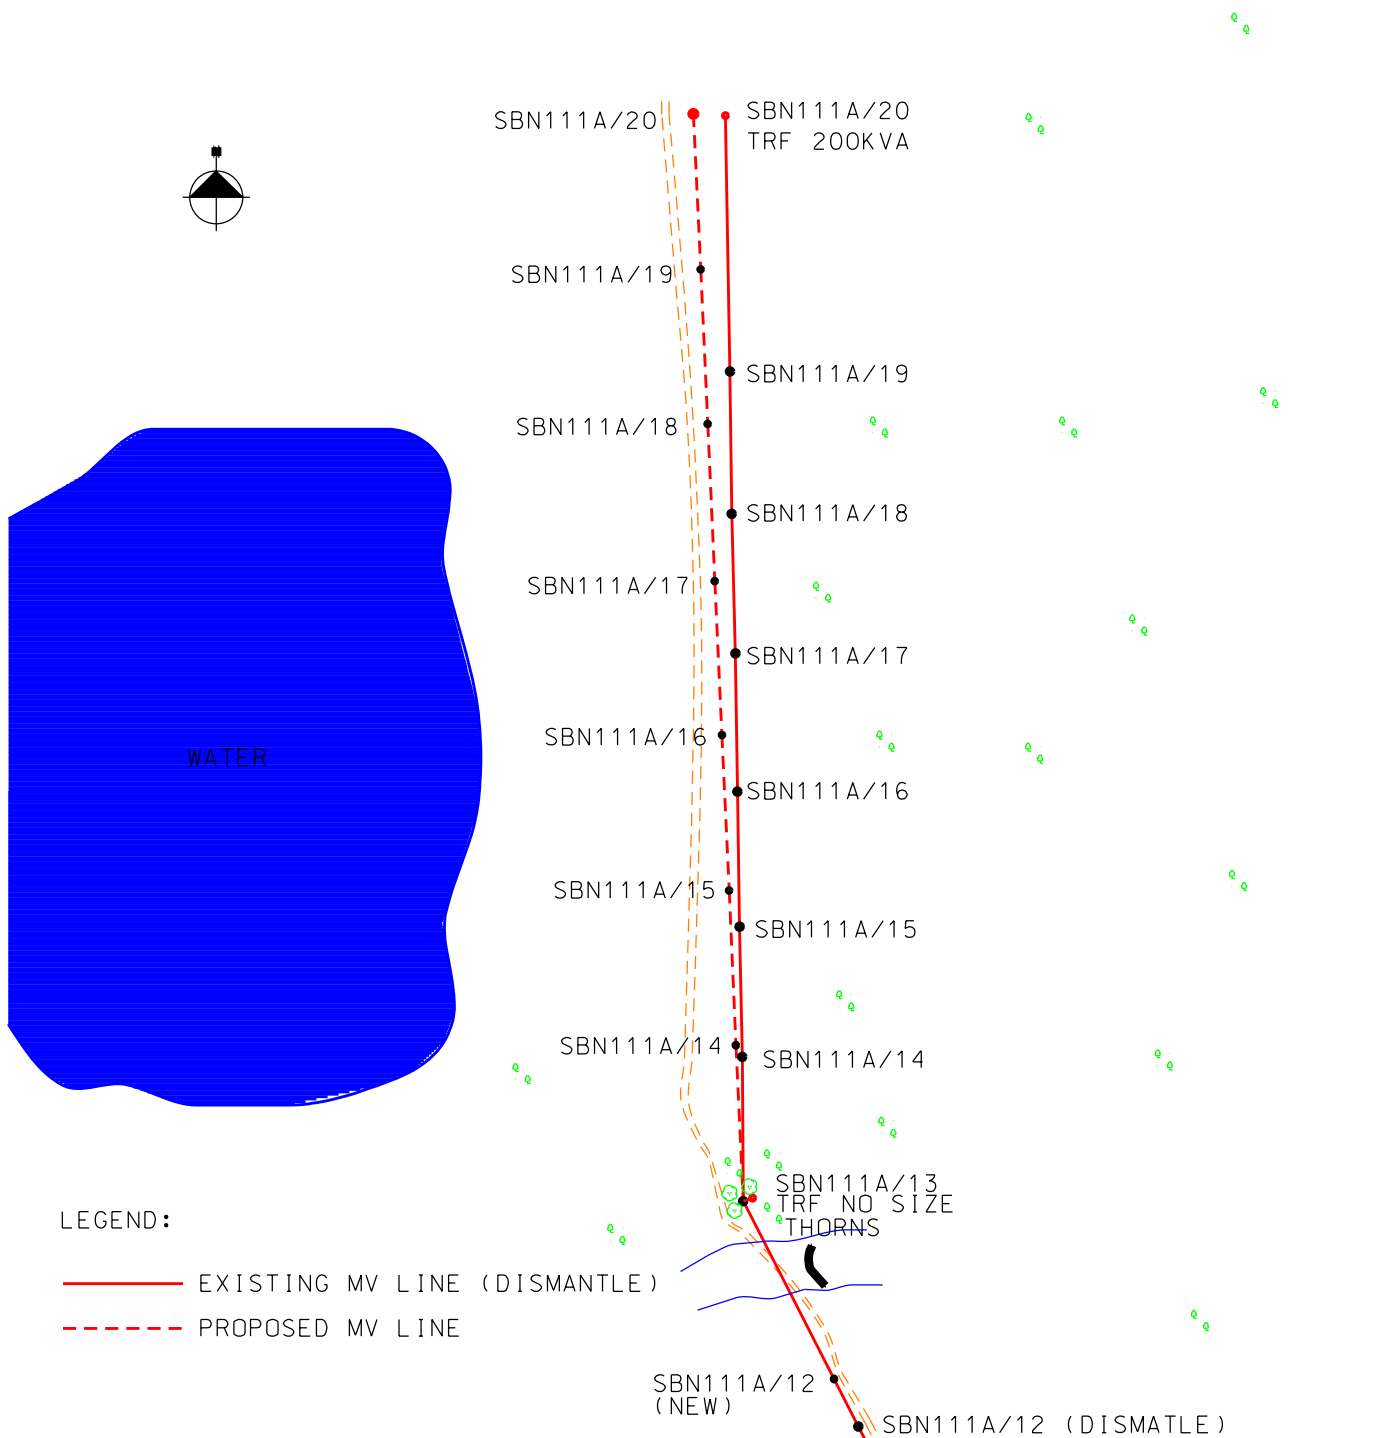 SBN111A/20
SBN111A/20
TRF 200KVA
SBN111A/19
SBN111A/19
SBN111A/18
SBN111A/18
SBN111A/17
SBN111A/17
SBN111A/16
WATER
SBN111A/16
SBN111A/15
SBN111A/15
SBN111A/14
SBN111A/14
SBN111A/13
TRF NO SIZE
THORNS
LEGEND:
EXISTING MV LINE (DISMANTLE)
PROPOSED MV LINE
SBN111A/12
(NEW)
SBN111A/12 (DISMATLE)